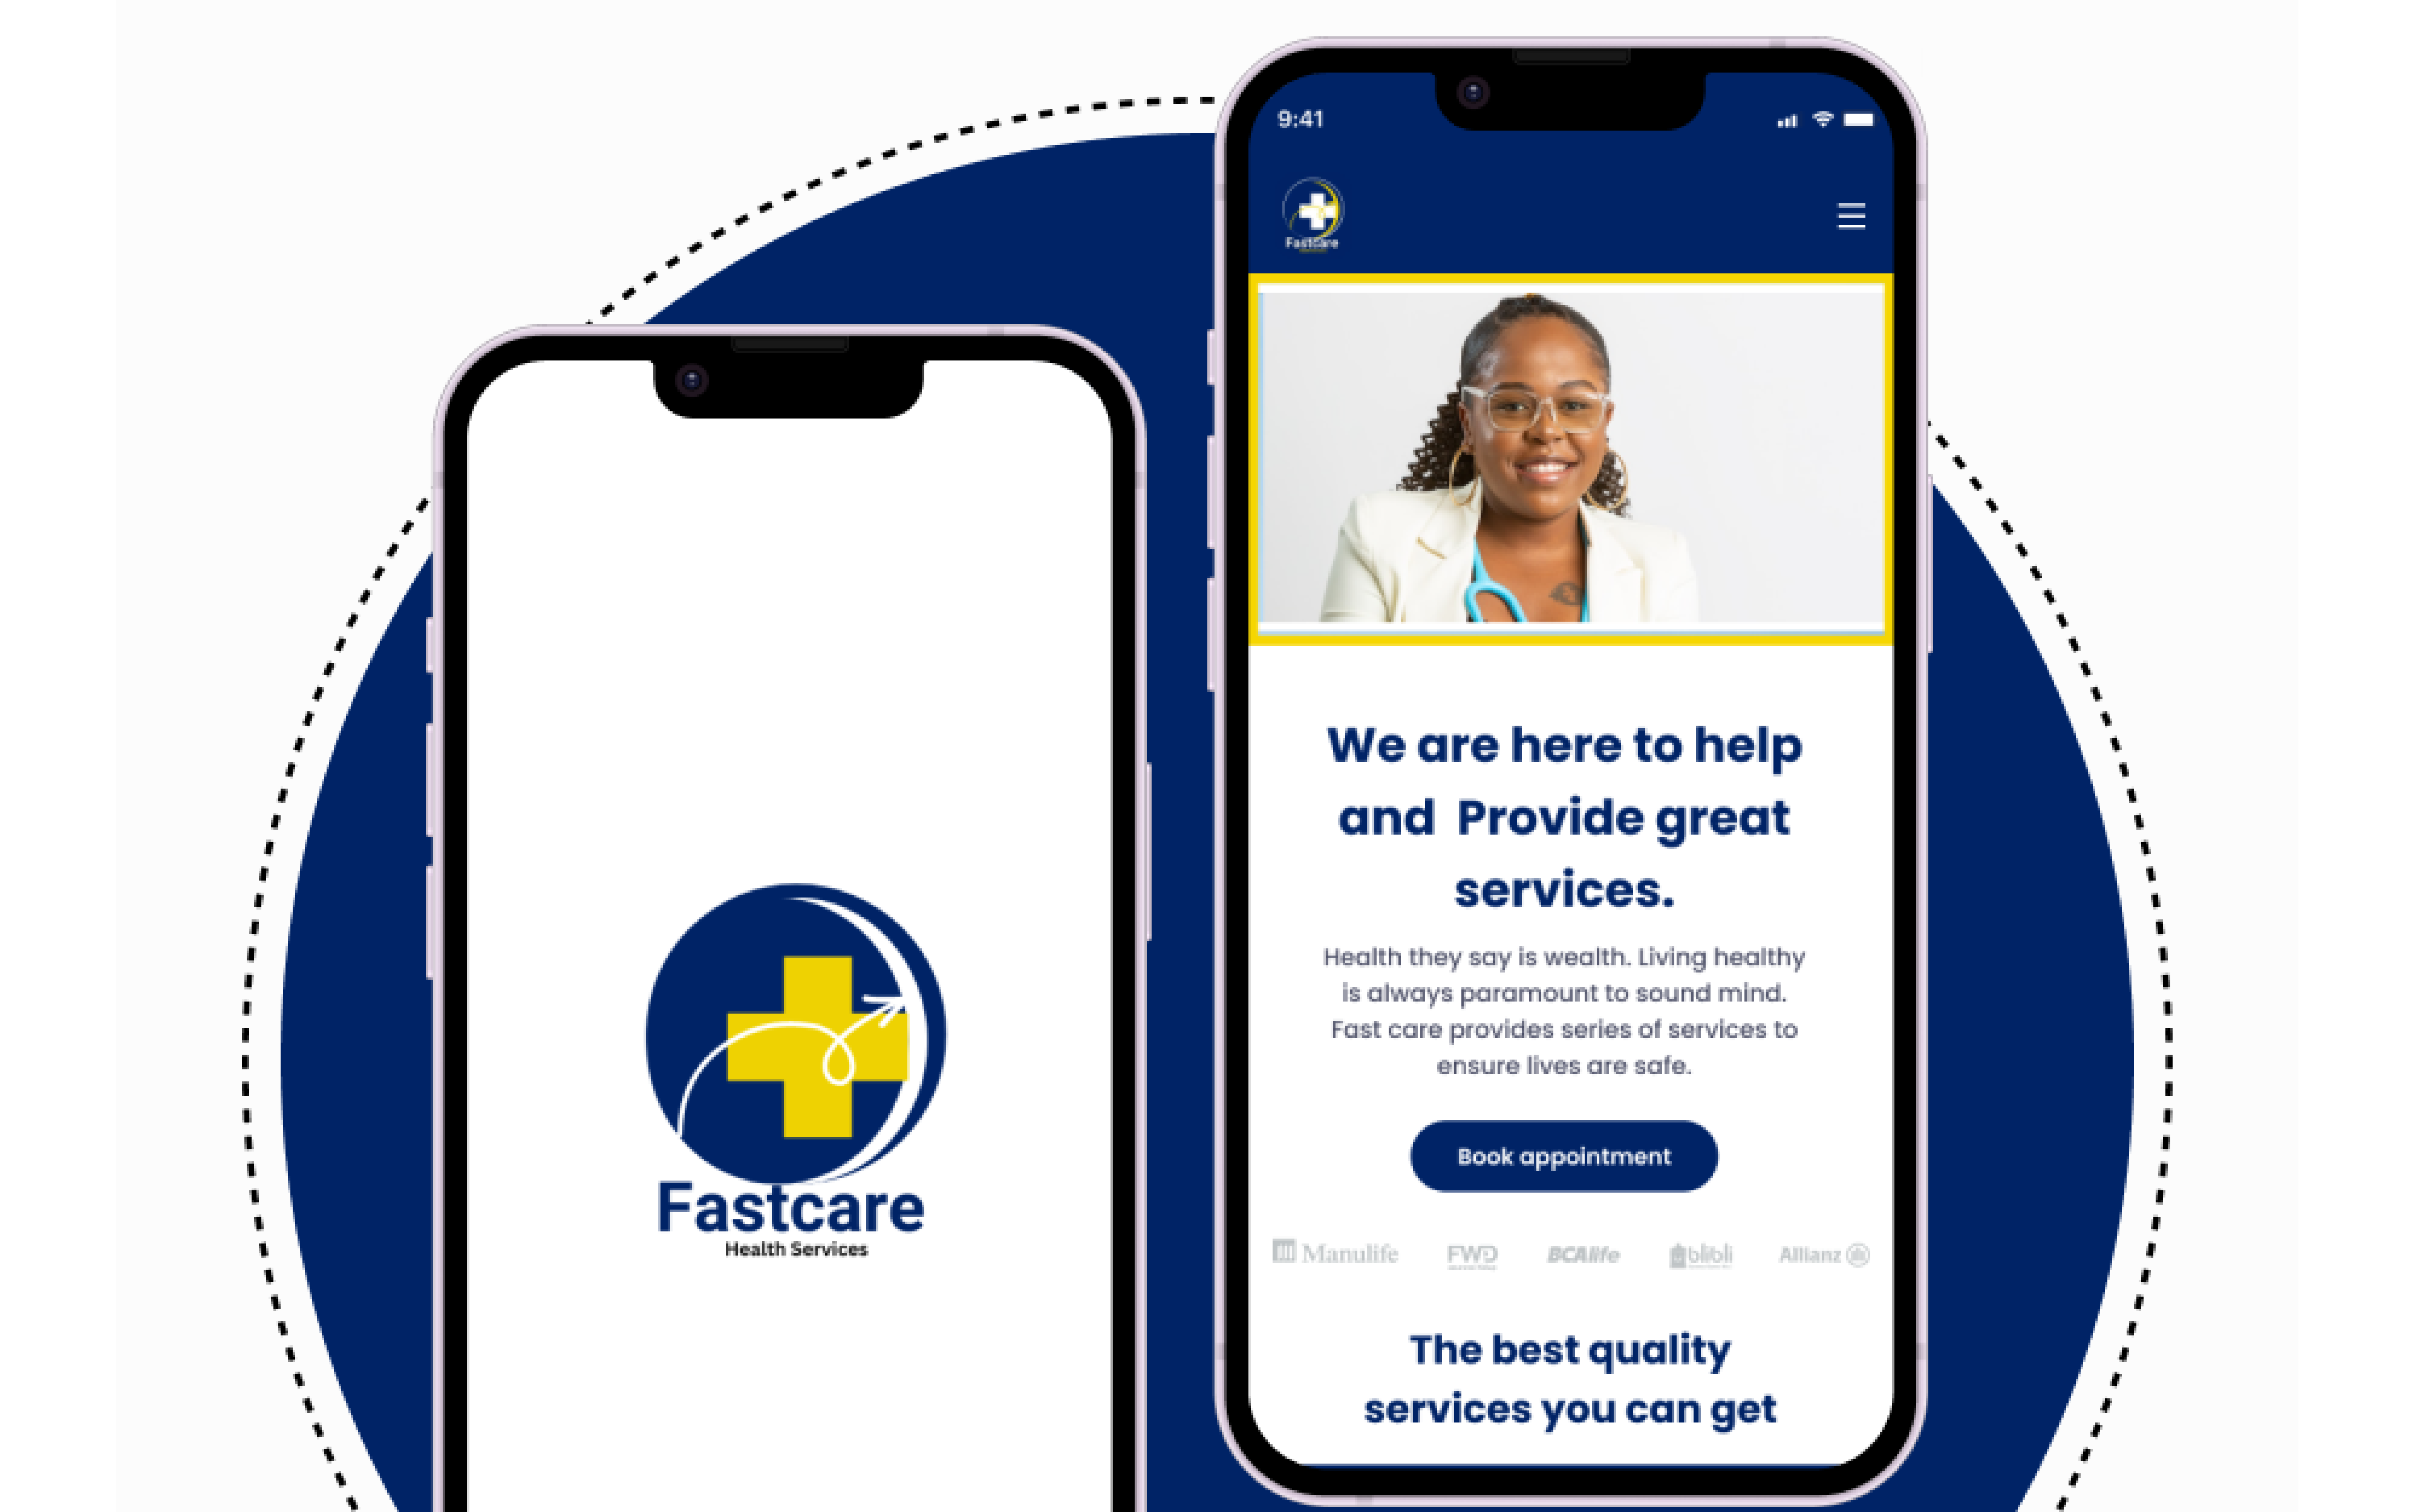 Fastcare
Health Services
9:41
Fastcare
We are here to help
and Provide great
services.
Health they say is wealth. Living healthy
is always paramount to sound mind.
Fast care provides series of services to
ensure lives are safe.
Book appointment
Manulife FWD BCAlife blibli Allianz
The best quality
services you can get